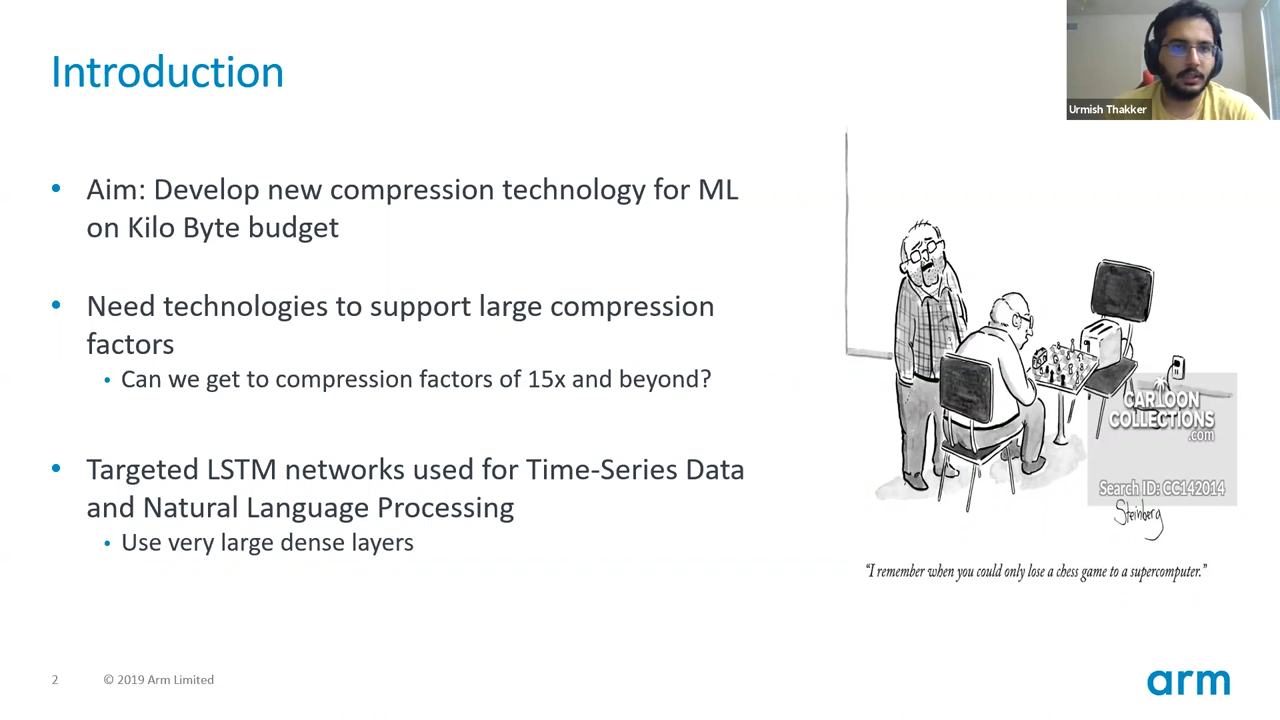 Introduction
Urmish Thakker
• Aim: Develop new compression technology for ML
on Kilo Byte budget
• Need technologies to support large compression
factors
• Can we get to compression factors of 15x and beyond?
• Targeted LSTM networks used for Time-Series Data
and Natural Language Processing
• Use very large dense layers
CARTOON
COLLECTIONS
.com
Search ID: CC142014
Steinberg
“I remember when you could only lose a chess game to a supercomputer.”
2 © 2019 Arm Limited
arm